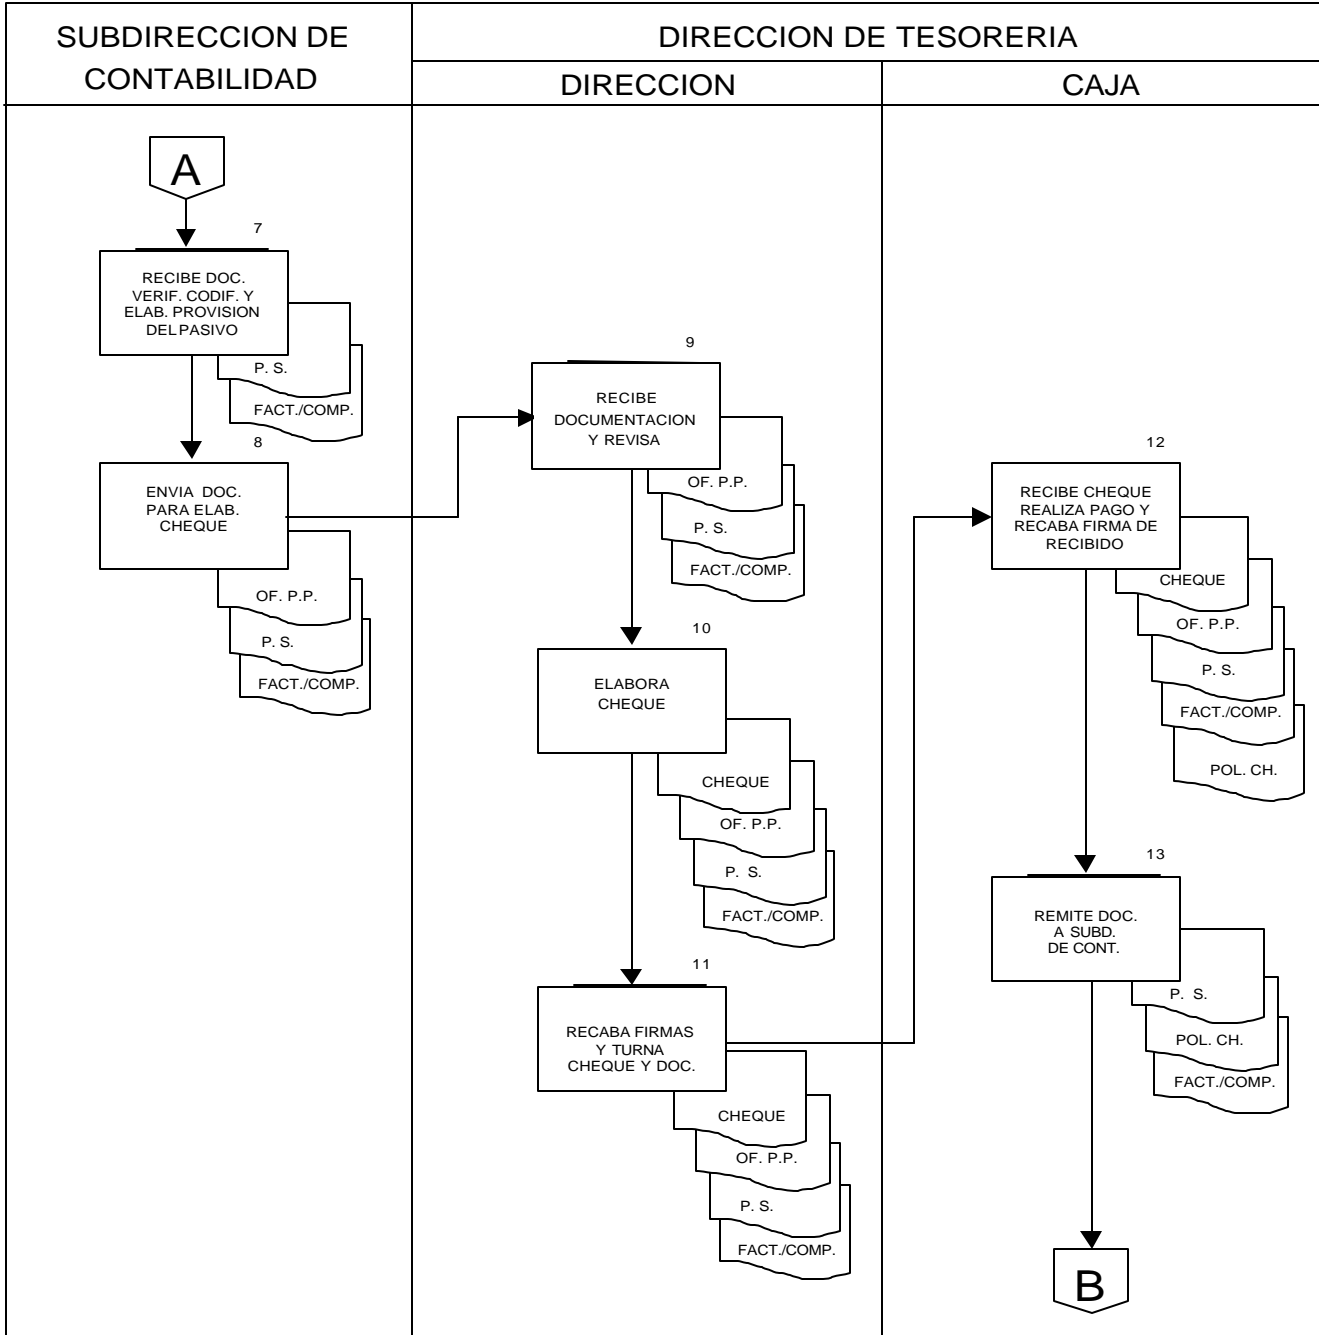 SUBDIRECCION DE
CONTABILIDAD
DIRECCION DE TESORERIA
DIRECCION
CAJA
A
7
RECIBE DOC.
VERIF. CODIF. Y
ELAB. PROVISION
DEL PASIVO
P. S.
FACT./COMP.
8
ENVIA DOC.
PARA ELAB.
CHEQUE
OF. P.P.
P. S.
FACT./COMP.
9
RECIBE
DOCUMENTACION
Y REVISA
OF. P.P.
P. S.
FACT./COMP.
10
ELABORA
CHEQUE
CHEQUE
OF. P.P.
P. S.
FACT./COMP.
11
RECABA FIRMAS
Y TURNA
CHEQUE Y DOC.
CHEQUE
OF. P.P.
P. S.
FACT./COMP.
12
RECIBE CHEQUE
REALIZA PAGO Y
RECABA FIRMA DE
RECIBIDO
CHEQUE
OF. P.P.
P. S.
FACT./COMP.
POL. CH.
13
REMITE DOC.
A SUBD.
DE CONT.
P. S.
POL. CH.
FACT./COMP.
B